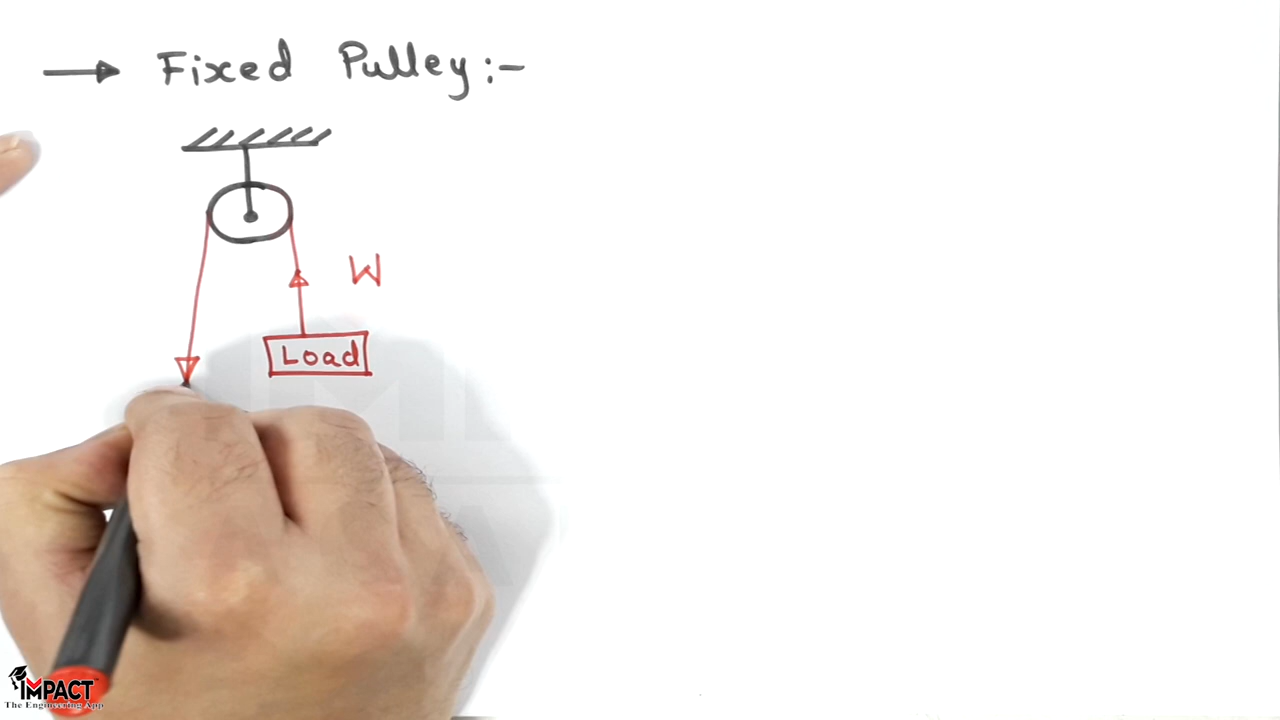 → Fixed Pulley:-
W
Load
IMPACT
The Engineering App